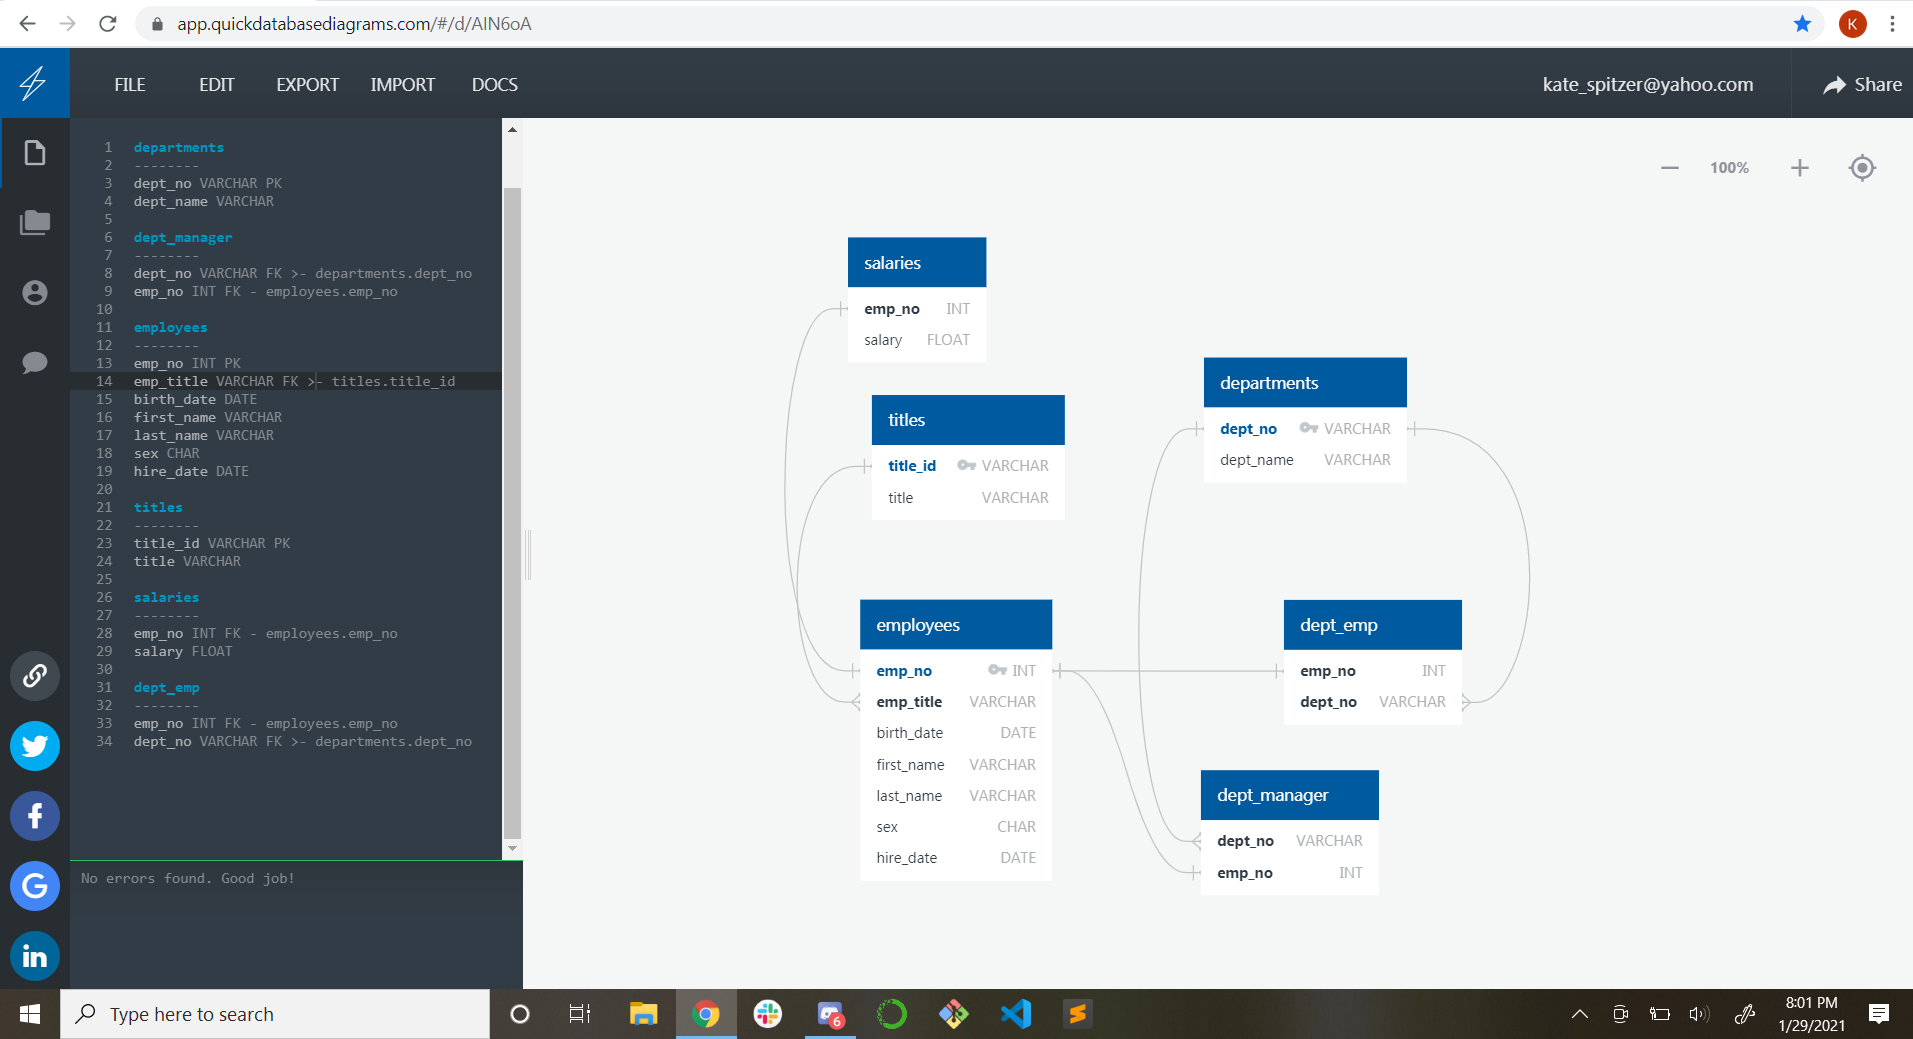 app.quickdatabasediagrams.com/#/d/AIN6oA
K
FILE EDIT EXPORT IMPORT DOCS
kate_spitzer@yahoo.com Share
1 departments
2 --------
3 dept_no VARCHAR PK
4 dept_name VARCHAR
5
6 dept_manager
7 --------
8 dept_no VARCHAR FK >- departments.dept_no
9 emp_no INT FK - employees.emp_no
10
11 employees
12 --------
13 emp_no INT PK
14 emp_title VARCHAR FK >- titles.title_id
15 birth_date DATE
16 first_name VARCHAR
17 last_name VARCHAR
18 sex CHAR
19 hire_date DATE
20
21 titles
22 --------
23 title_id VARCHAR PK
24 title VARCHAR
25
26 salaries
27 --------
28 emp_no INT FK - employees.emp_no
29 salary FLOAT
30
31 dept_emp
32 --------
33 emp_no INT FK - employees.emp_no
34 dept_no VARCHAR FK >- departments.dept_no
No errors found. Good job!
100%
salaries
emp_no INT
salary FLOAT
titles
title_id VARCHAR
title VARCHAR
departments
dept_no VARCHAR
dept_name VARCHAR
employees
emp_no INT
emp_title VARCHAR
birth_date DATE
first_name VARCHAR
last_name VARCHAR
sex CHAR
hire_date DATE
dept_emp
emp_no INT
dept_no VARCHAR
dept_manager
dept_no VARCHAR
emp_no INT
f
G
in
Type here to search
6
S
8:01 PM
1/29/2021